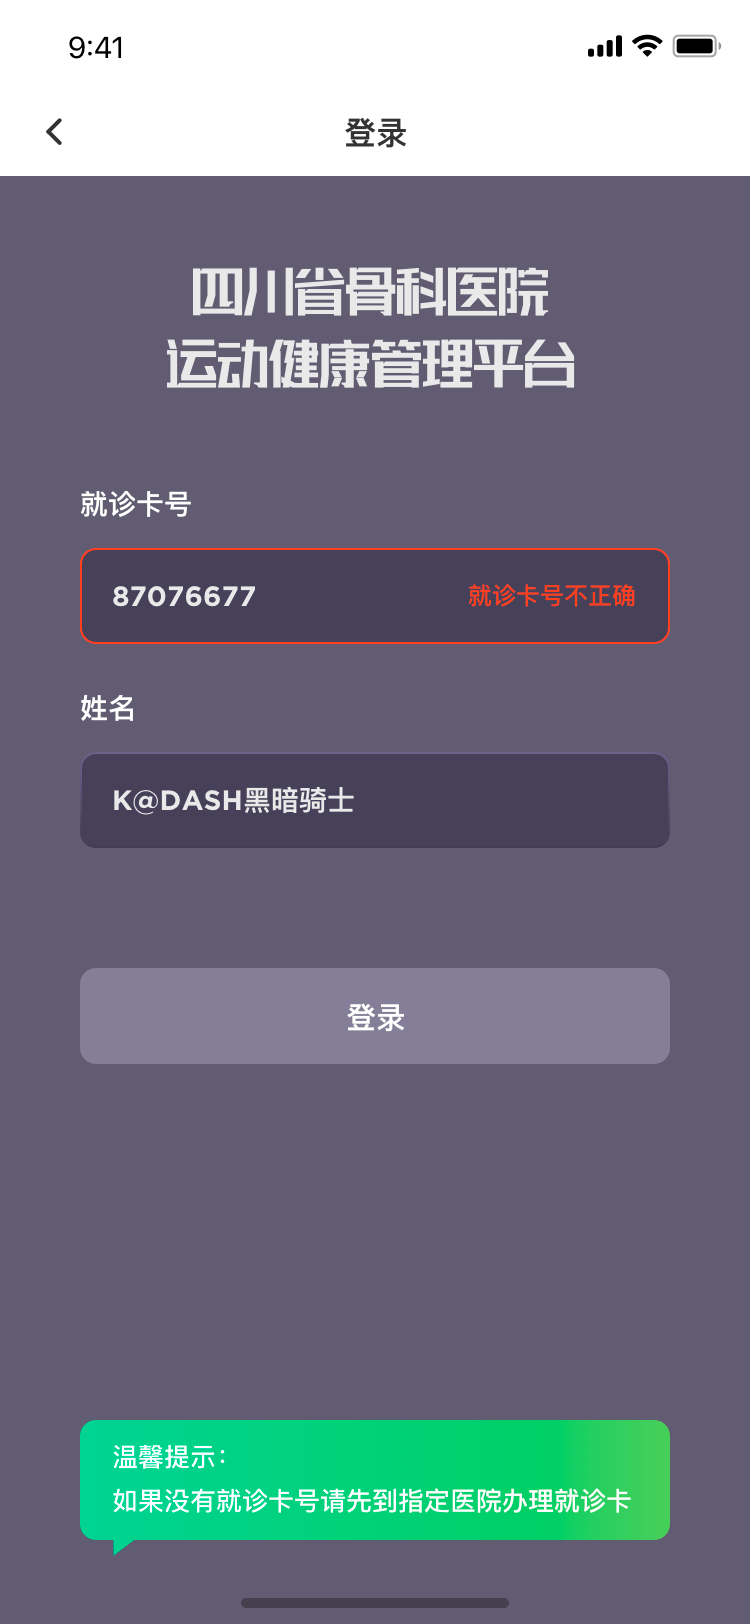 9:41
登录
四川省骨科医院
运动健康管理平台
就诊卡号
87076677 就诊卡号不正确
姓名
K@DASH黑暗骑士
登录
温馨提示：
如果没有就诊卡号请先到指定医院办理就诊卡